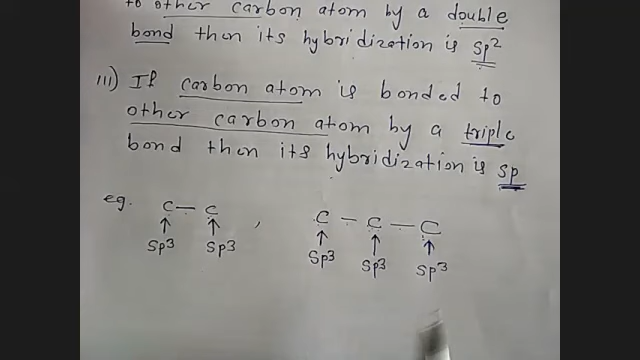 to other carbon atom by a double
bond then its hybridization is sp²
III) If carbon atom is bonded to
other carbon atom by a triple
bond then its hybridization is sp
eg. C — C , C — C — C
↑ ↑ ↑ ↑ ↑
Sp3 Sp3 Sp3 Sp3 Sp3